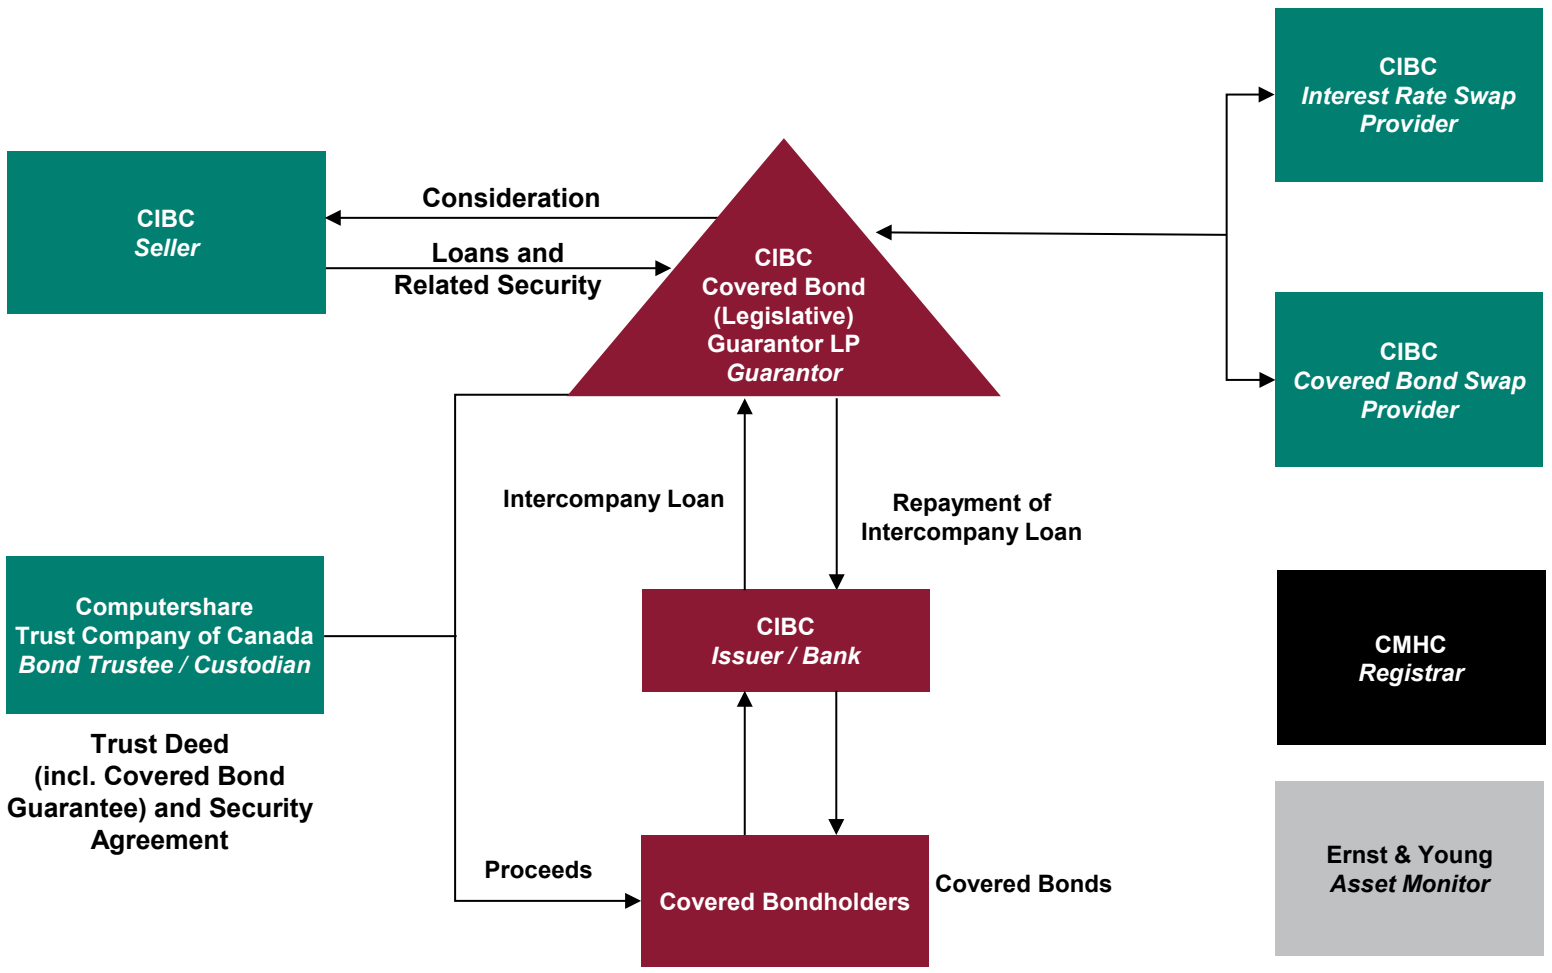 CIBC
Interest Rate Swap
Provider
CIBC
Seller
Consideration
Loans and
Related Security
CIBC
Covered Bond
(Legislative)
Guarantor LP
Guarantor
CIBC
Covered Bond Swap
Provider
Intercompany Loan
Repayment of
Intercompany Loan
Computershare
Trust Company of Canada
Bond Trustee / Custodian
CIBC
Issuer / Bank
CMHC
Registrar
Trust Deed
(incl. Covered Bond
Guarantee) and Security
Agreement
Proceeds
Covered Bondholders
Covered Bonds
Ernst & Young
Asset Monitor